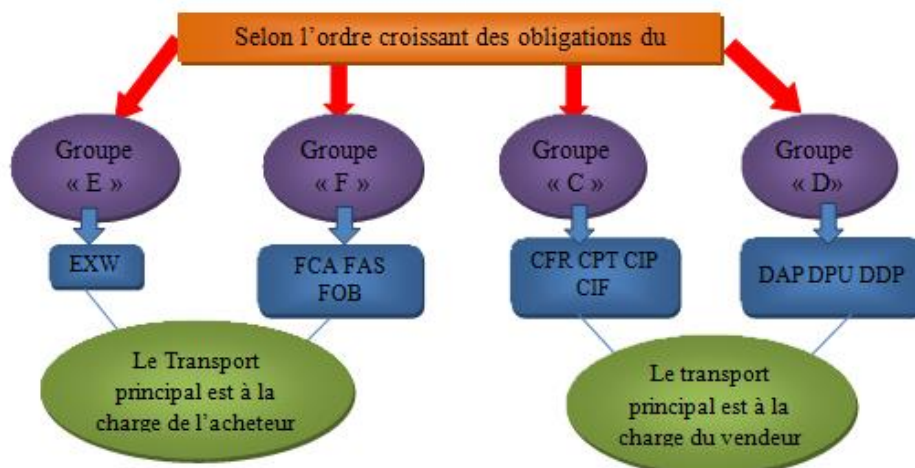 Selon l’ordre croissant des obligations du
Groupe
« E »
Groupe
« F »
Groupe
« C »
Groupe
« D»
EXW
FCA FAS
FOB
CFR CPT CIP
CIF
DAP DPU DDP
Le Transport
principal est à la
charge de l’acheteur
Le transport
principal est à la
charge du vendeur